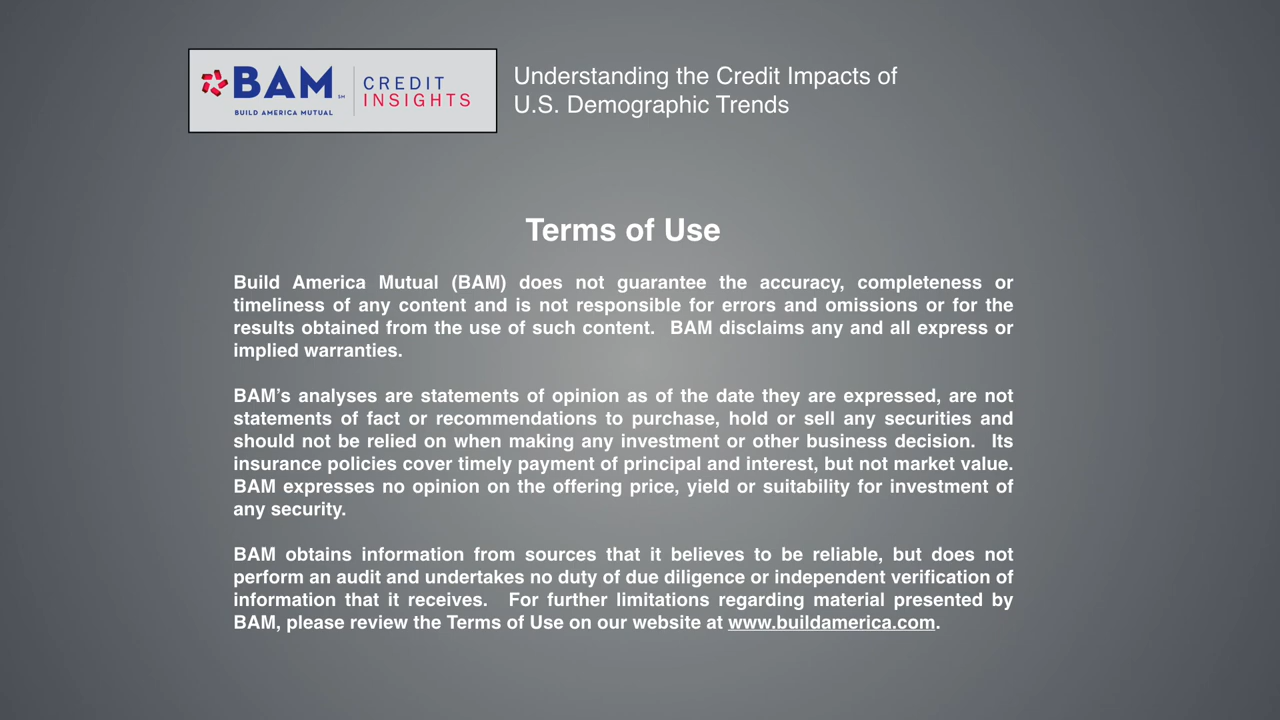 BAM SM
BUILD AMERICA MUTUAL
CREDIT
INSIGHTS
Understanding the Credit Impacts of
U.S. Demographic Trends
Terms of Use
Build America Mutual (BAM) does not guarantee the accuracy, completeness or
timeliness of any content and is not responsible for errors and omissions or for the
results obtained from the use of such content.  BAM disclaims any and all express or
implied warranties.
BAM’s analyses are statements of opinion as of the date they are expressed, are not
statements of fact or recommendations to purchase, hold or sell any securities and
should not be relied on when making any investment or other business decision.  Its
insurance policies cover timely payment of principal and interest, but not market value.
BAM expresses no opinion on the offering price, yield or suitability for investment of
any security.
BAM obtains information from sources that it believes to be reliable, but does not
perform an audit and undertakes no duty of due diligence or independent verification of
information that it receives.  For further limitations regarding material presented by
BAM, please review the Terms of Use on our website at www.buildamerica.com.